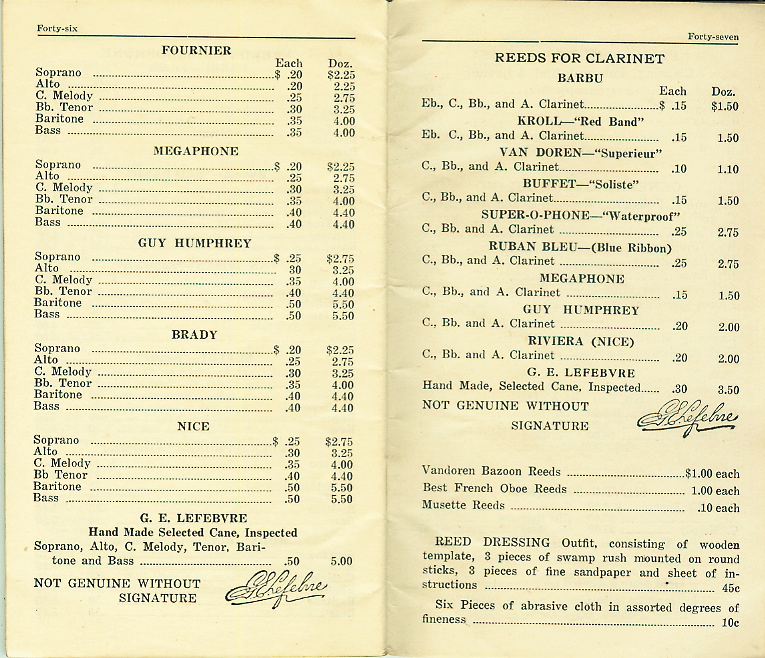 Forty-six
FOURNIER
Each Doz.
Soprano $ .20 $2.25
Alto .20 2.25
C. Melody .25 2.75
Bb. Tenor .30 3.25
Baritone .35 4.00
Bass .35 4.00
MEGAPHONE
Soprano $ .20 $2.25
Alto .25 2.75
C. Melody .30 3.25
Bb. Tenor .35 4.00
Baritone .40 4.40
Bass .40 4.40
GUY HUMPHREY
Soprano $ .25 $2.75
Alto 30 3.25
C. Melody .35 4.00
Bb. Tenor .40 4.40
Baritone .50 5.50
Bass .50 5.50
BRADY
Soprano $ .20 $2.25
Alto .25 2.75
C. Melody .30 3.25
Bb. Tenor .35 4.00
Baritone .40 4.40
Bass .40 4.40
NICE
Soprano $ .25 $2.75
Alto .30 3.25
C. Melody .35 4.00
Bb Tenor .40 4.40
Baritone .50 5.50
Bass .50 5.50
G. E. LEFEBVRE
Hand Made Selected Cane, Inspected
Soprano, Alto, C. Melody, Tenor, Bari-
tone and Bass .50 5.00
NOT GENUINE WITHOUT
SIGNATURE
G E Lefebvre
Forty-seven
REEDS FOR CLARINET
BARBU
Each Doz.
Eb., C., Bb., and A. Clarinet $ .15 $1.50
KROLL—“Red Band”
Eb. C., Bb., and A. Clarinet .15 1.50
VAN DOREN—“Superieur”
C., Bb., and A. Clarinet .10 1.10
BUFFET—“Soliste”
C., Bb., and A. Clarinet .15 1.50
SUPER-O-PHONE—“Waterproof”
C., Bb. and A. Clarinet .25 2.75
RUBAN BLEU—(Blue Ribbon)
C., Bb., and A. Clarinet .25 2.75
MEGAPHONE
C., Bb., and A. Clarinet .15 1.50
GUY HUMPHREY
C., Bb. and A. Clarinet .20 2.00
RIVIERA (NICE)
C., Bb. and A. Clarinet .20 2.00
G. E. LEFEBVRE
Hand Made, Selected Cane, Inspected .30 3.50
NOT GENUINE WITHOUT
SIGNATURE
G E Lefebvre
Vandoren Bazoon Reeds $1.00 each
Best French Oboe Reeds 1.00 each
Musette Reeds .10 each
REED DRESSING Outfit, consisting of wooden
template, 3 pieces of swamp rush mounted on round
sticks, 3 pieces of fine sandpaper and sheet of in-
structions 45c
Six Pieces of abrasive cloth in assorted degrees of
fineness 10c